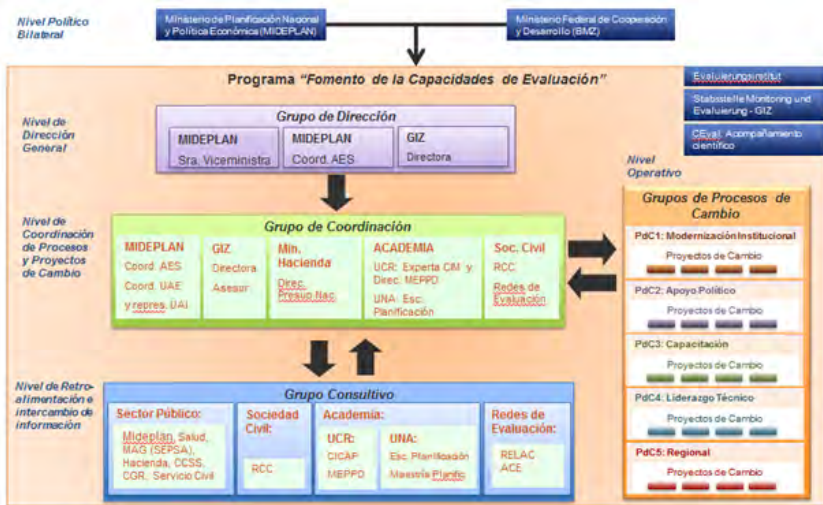 Nivel Político
Bilateral
Ministerio de Planificación Nacional
y Política Económica (MIDEPLAN)
Ministerio Federal de Cooperación
y Desarrollo (BMZ)
Programa "Fomento de la Capacidades de Evaluación"
Evaluierungsinstitut
Stabsstelle Monitoring und
Evaluierung - GIZ
CEval: Acompañamiento
científico
Nivel de
Dirección
General
Grupo de Dirección
MIDEPLAN
Sra. Viceministra
MIDEPLAN
Coord. AES
GIZ
Directora
Nivel de
Coordinación
de Procesos
y Proyectos
de Cambio
Grupo de Coordinación
MIDEPLAN
Coord. AES
Coord. UAE
y repres. UAI
GIZ
Directora
Asesur
Min.
Hacienda
Direc.
Presup Nac.
ACADEMIA
UCR: Experta CM y
Direc. MEPPD
UNA: Esc.
Planificación
Soc. Civil
RCC
Redes de
Evaluación
Nivel
Operativo
Grupos de Procesos de
Cambio
PdC1: Modernización Institucional
Proyectos de Cambio
PdC2: Apoyo Político
Proyectos de Cambio
PdC3: Capacitación
Proyectos de Cambio
PdC4: Liderazgo Técnico
Proyectos de Cambio
PdC5: Regional
Proyectos de Cambio
Nivel de Retro-
alimentación e
intercambio de
información
Grupo Consultivo
Sector Público:
Mideplan, Salud,
MAG (SEPSA),
Hacienda, CCSS,
CGR, Servicio Civil
Sociedad
Civil:
RCC
Academia:
UCR:
CICAP
MEPPD
UNA:
Esc. Planificación
Maestría Planific
Redes de
Evaluación:
RELAC
ACE